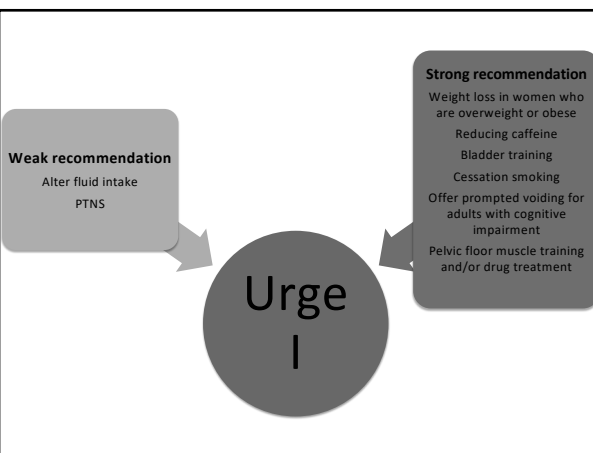 Weak recommendation
Alter fluid intake
PTNS
Strong recommendation
Weight loss in women who
are overweight or obese
Reducing caffeine
Bladder training
Cessation smoking
Offer prompted voiding for
adults with cognitive
impairment
Pelvic floor muscle training
and/or drug treatment
Urge
I